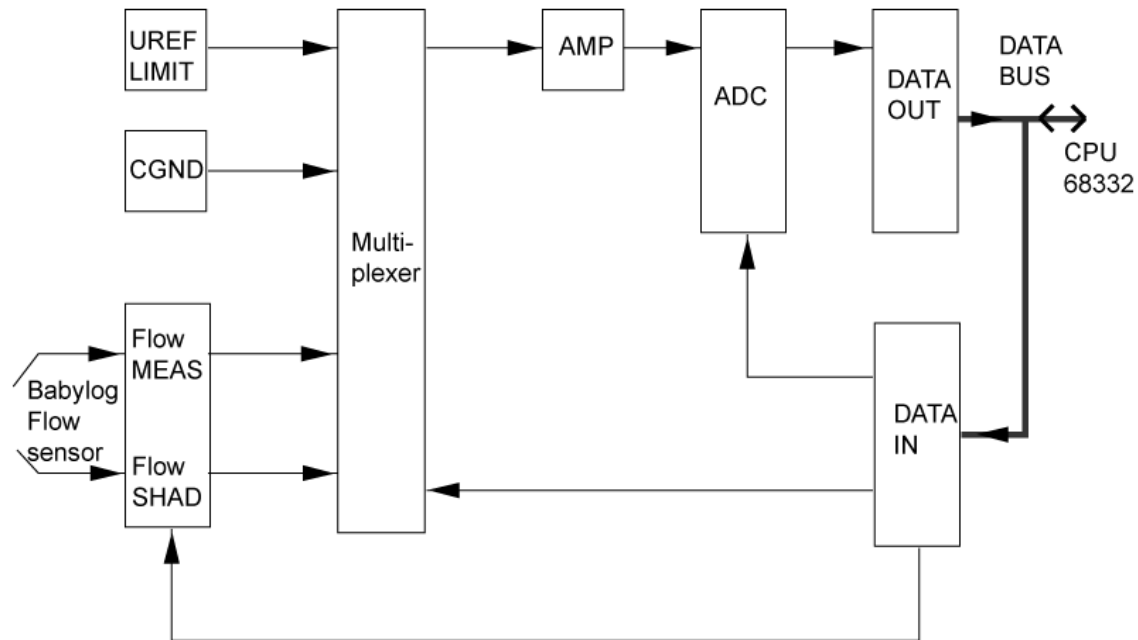 UREF
LIMIT
CGND
Flow
MEAS
Babylog
Flow
sensor
Flow
SHAD
Multi-
plexer
AMP
ADC
DATA
OUT
DATA
BUS
CPU
68332
DATA
IN